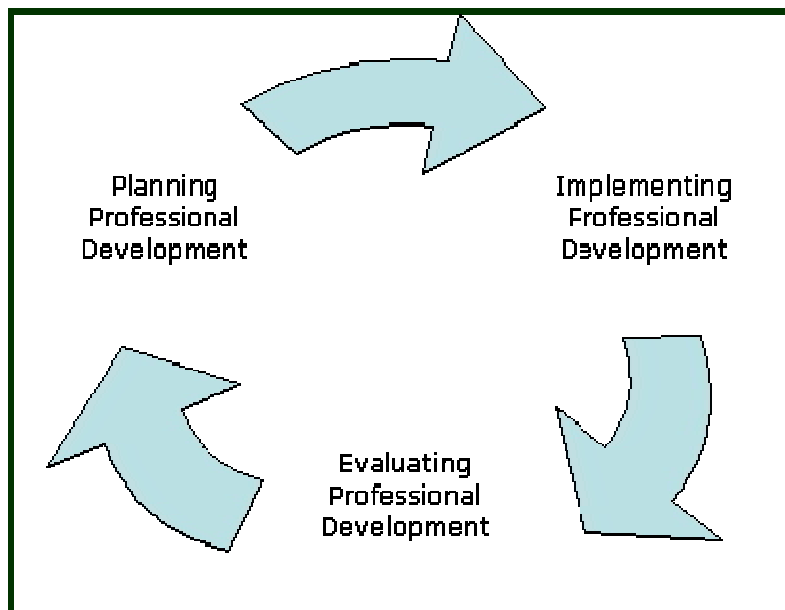 Planning
Professional
Development
Implementing
Professional
Development
Evaluating
Professional
Development